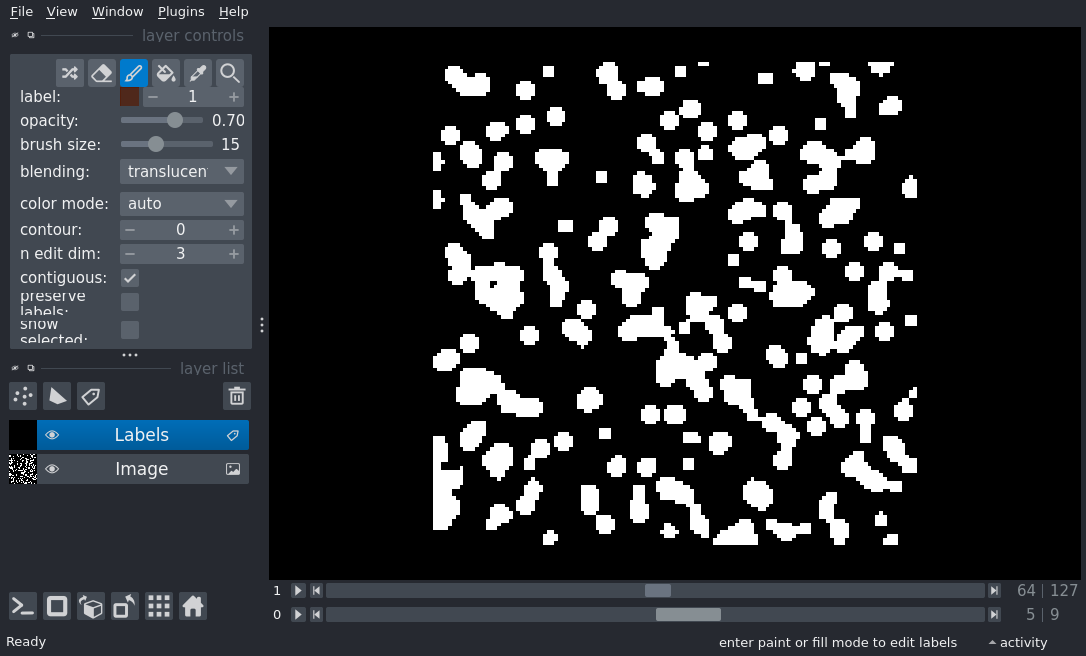 File View Window Plugins Help
layer controls
label: 1
opacity: 0.70
brush size: 15
blending: translucen
color mode: auto
contour: 0
n edit dim: 3
contiguous:
preserve
labels:
show
selected:
layer list
Labels
Image
1 64 127
0 5 9
Ready enter paint or fill mode to edit labels activity